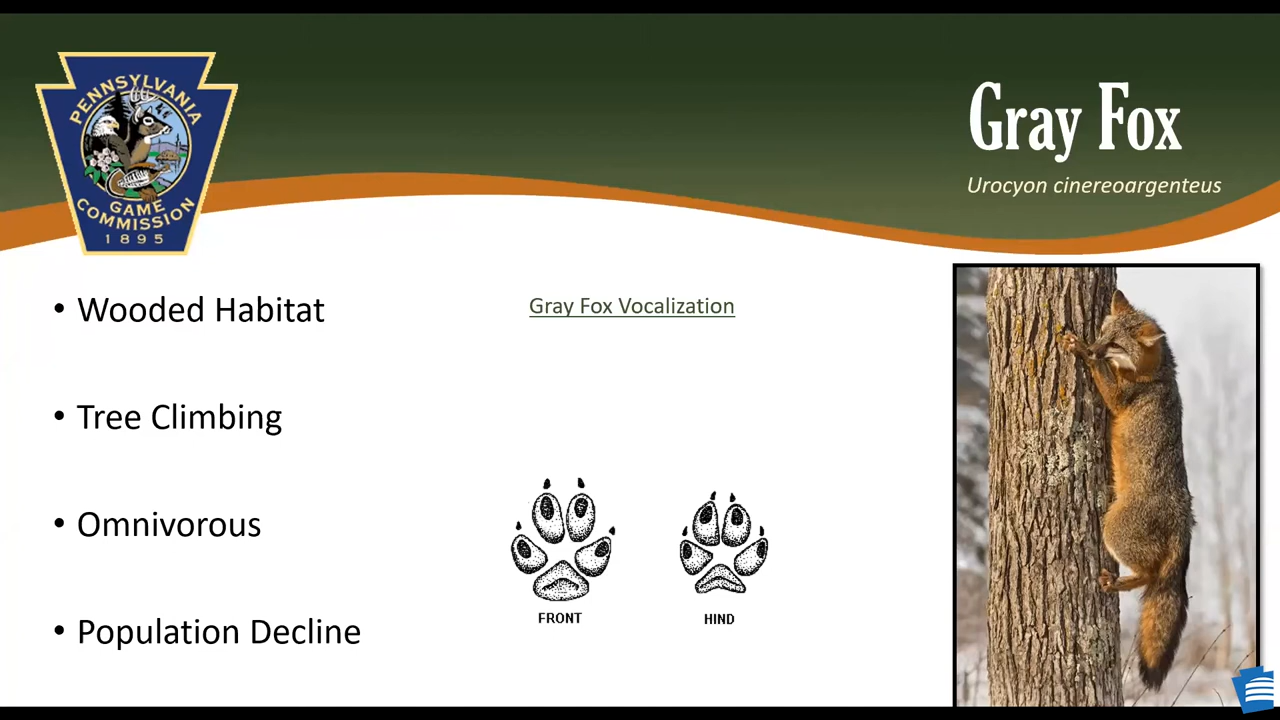 PENNSYLVANIA
GAME
COMMISSION
1895
Gray Fox
Urocyon cinereoargenteus
• Wooded Habitat
Gray Fox Vocalization
• Tree Climbing
• Omnivorous
FRONT
HIND
• Population Decline